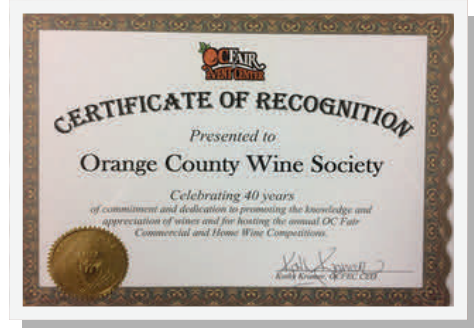 OC FAIR
EVENT CENTER
CERTIFICATE OF RECOGNITION
Presented to
Orange County Wine Society
Celebrating 40 years
of commitment and dedication to promoting the knowledge and
appreciation of wines and for hosting the annual OC Fair
Commercial and Home Wine Competitions.
Kathy Kramer, OCFEC CEO